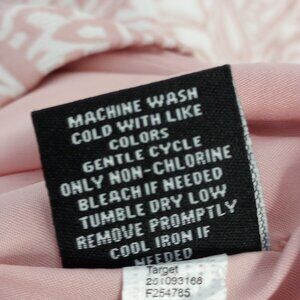 MACHINE WASH
COLD WITH LIKE
COLORS
GENTLE CYCLE
ONLY NON-CHLORINE
BLEACH IF NEEDED
TUMBLE DRY LOW
REMOVE PROMPTLY
COOL IRON IF
NEEDED
Target
201093168
F254785